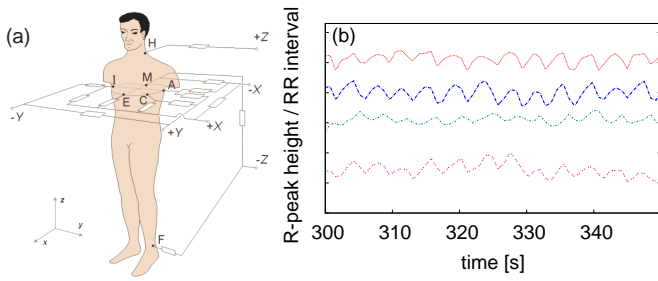 (a)
H
+Z
I
M
A
-X
E
C
-Y
+X
+Y
-Z
z
x
y
F
(b)
R-peak height / RR interval
300
310
320
330
340
time [s]